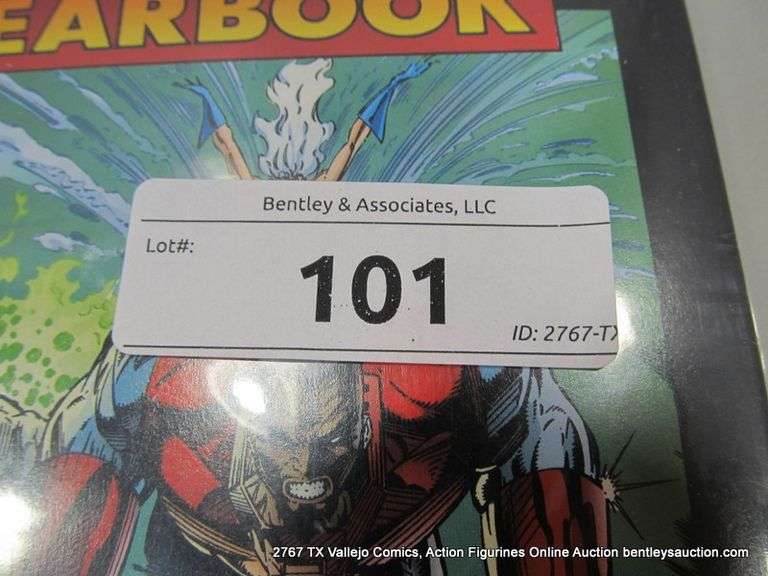 EARBOOK
Bentley & Associates, LLC
Lot#:
101
ID: 2767-TX
2767 TX Vallejo Comics, Action Figurines Online Auction bentleysauction.com